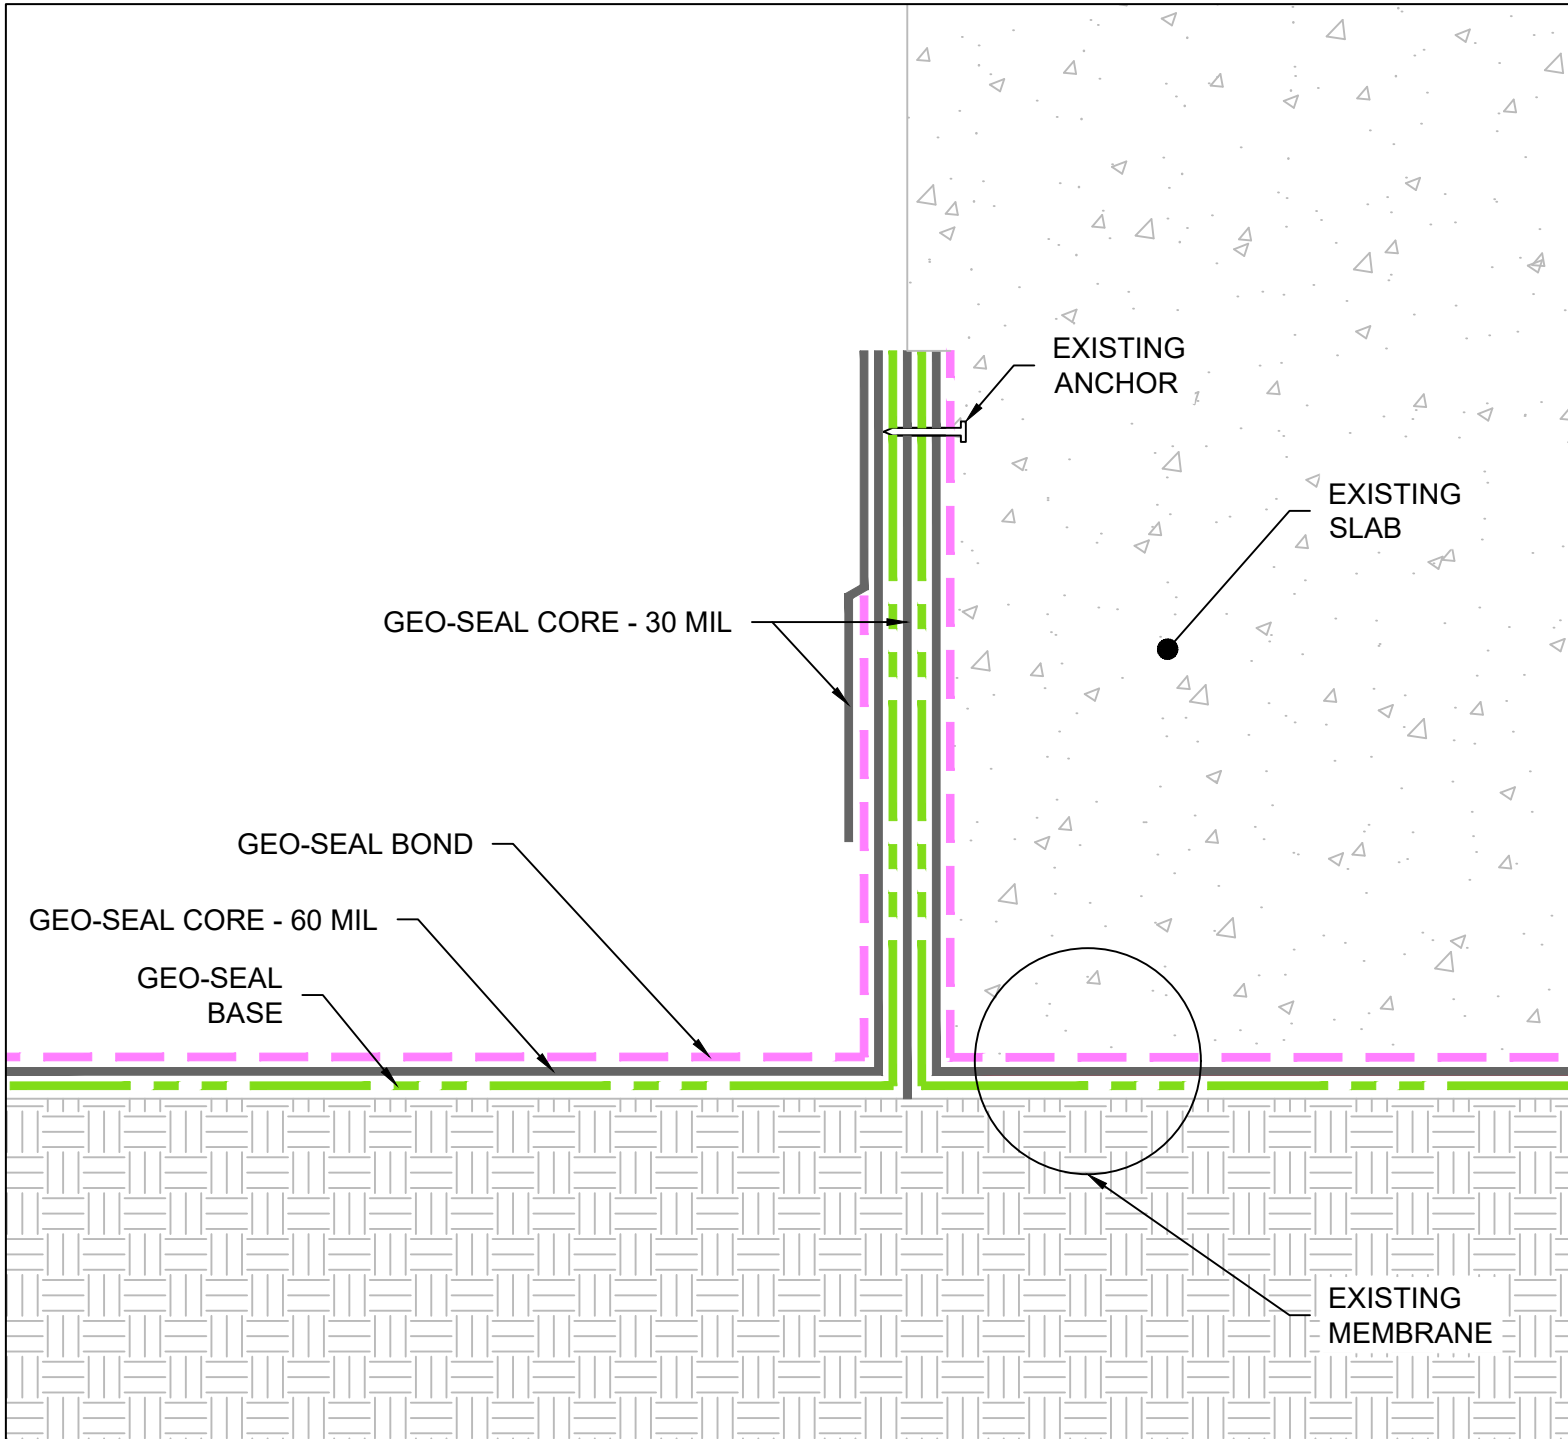 EXISTING
ANCHOR
EXISTING
SLAB
GEO-SEAL CORE - 30 MIL
GEO-SEAL BOND
GEO-SEAL CORE - 60 MIL
GEO-SEAL
BASE
EXISTING
MEMBRANE